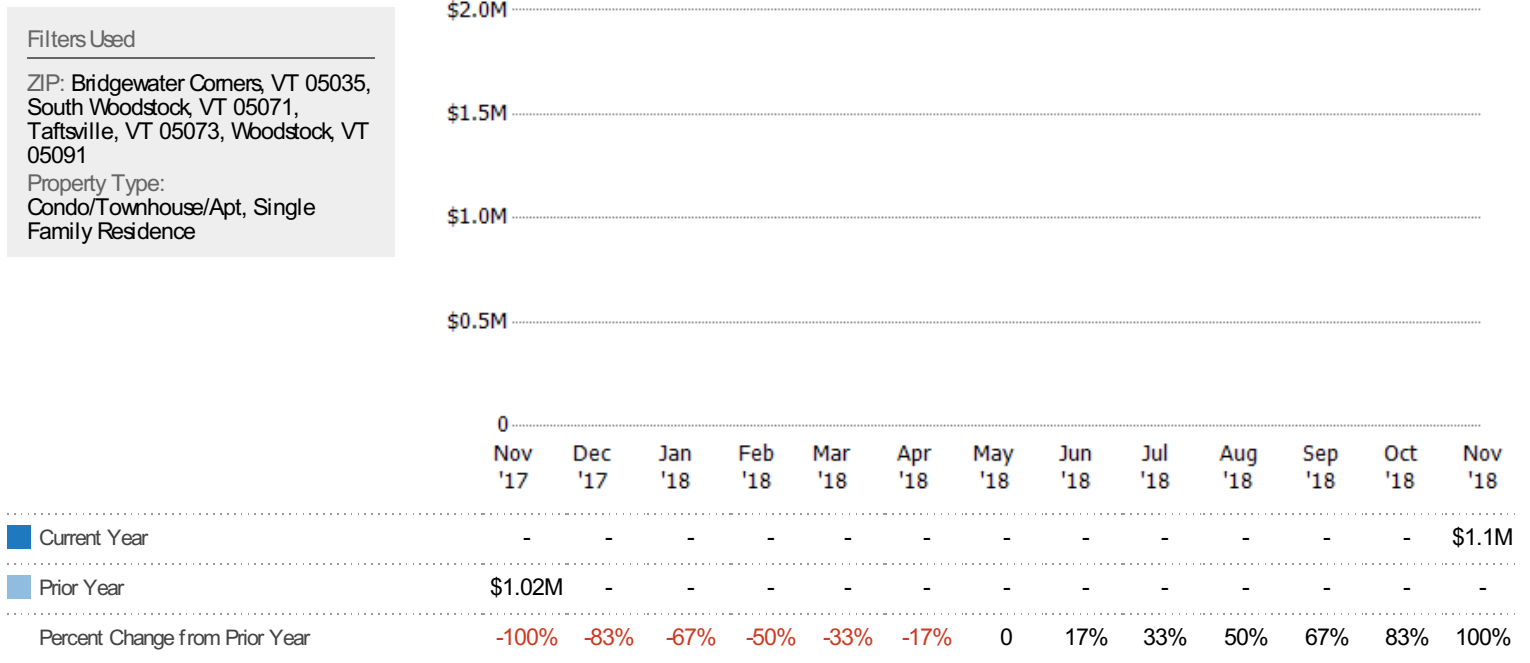 Filters Used
ZIP: Bridgewater Corners, VT 05035,
South Woodstock, VT 05071,
Taftsville, VT 05073, Woodstock, VT
05091
Property Type:
Condo/Townhouse/Apt, Single
Family Residence
$2.0M
$1.5M
$1.0M
$0.5M
0
Nov Dec Jan Feb Mar Apr May Jun Jul Aug Sep Oct Nov
'17 '17 '18 '18 '18 '18 '18 '18 '18 '18 '18 '18 '18
Current Year - - - - - - - - - - - - $1.1M
Prior Year $1.02M - - - - - - - - - - - -
Percent Change from Prior Year -100% -83% -67% -50% -33% -17% 0 17% 33% 50% 67% 83% 100%